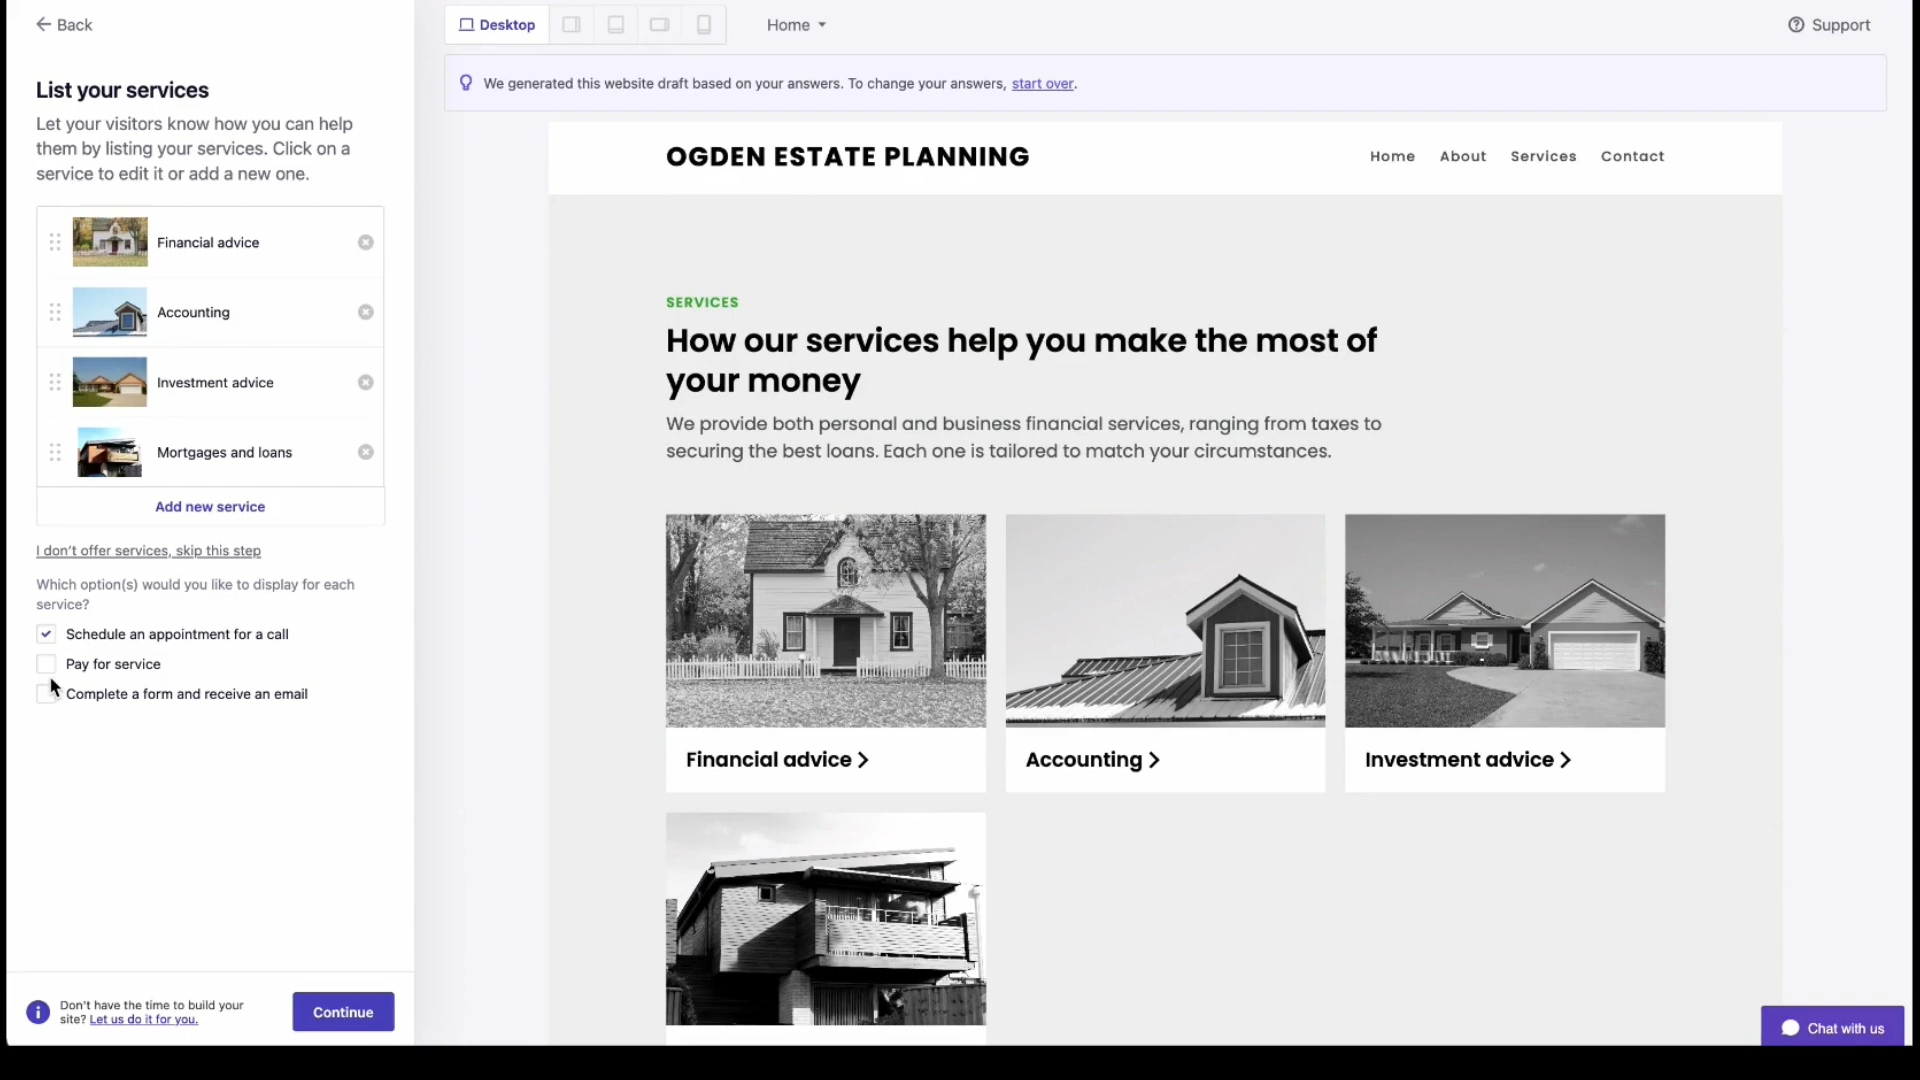 Back
List your services
Let your visitors know how you can help
them by listing your services. Click on a
service to edit it or add a new one.
Financial advice
Accounting
Investment advice
Mortgages and loans
Add new service
I don't offer services, skip this step
Which option(s) would you like to display for each
service?
Schedule an appointment for a call
Pay for service
Complete a form and receive an email
Don't have the time to build your
site? Let us do it for you.
Continue
Desktop
Home
Support
We generated this website draft based on your answers. To change your answers, start over.
OGDEN ESTATE PLANNING
Home About Services Contact
SERVICES
How our services help you make the most of
your money
We provide both personal and business financial services, ranging from taxes to
securing the best loans. Each one is tailored to match your circumstances.
Financial advice
Accounting
Investment advice
Chat with us